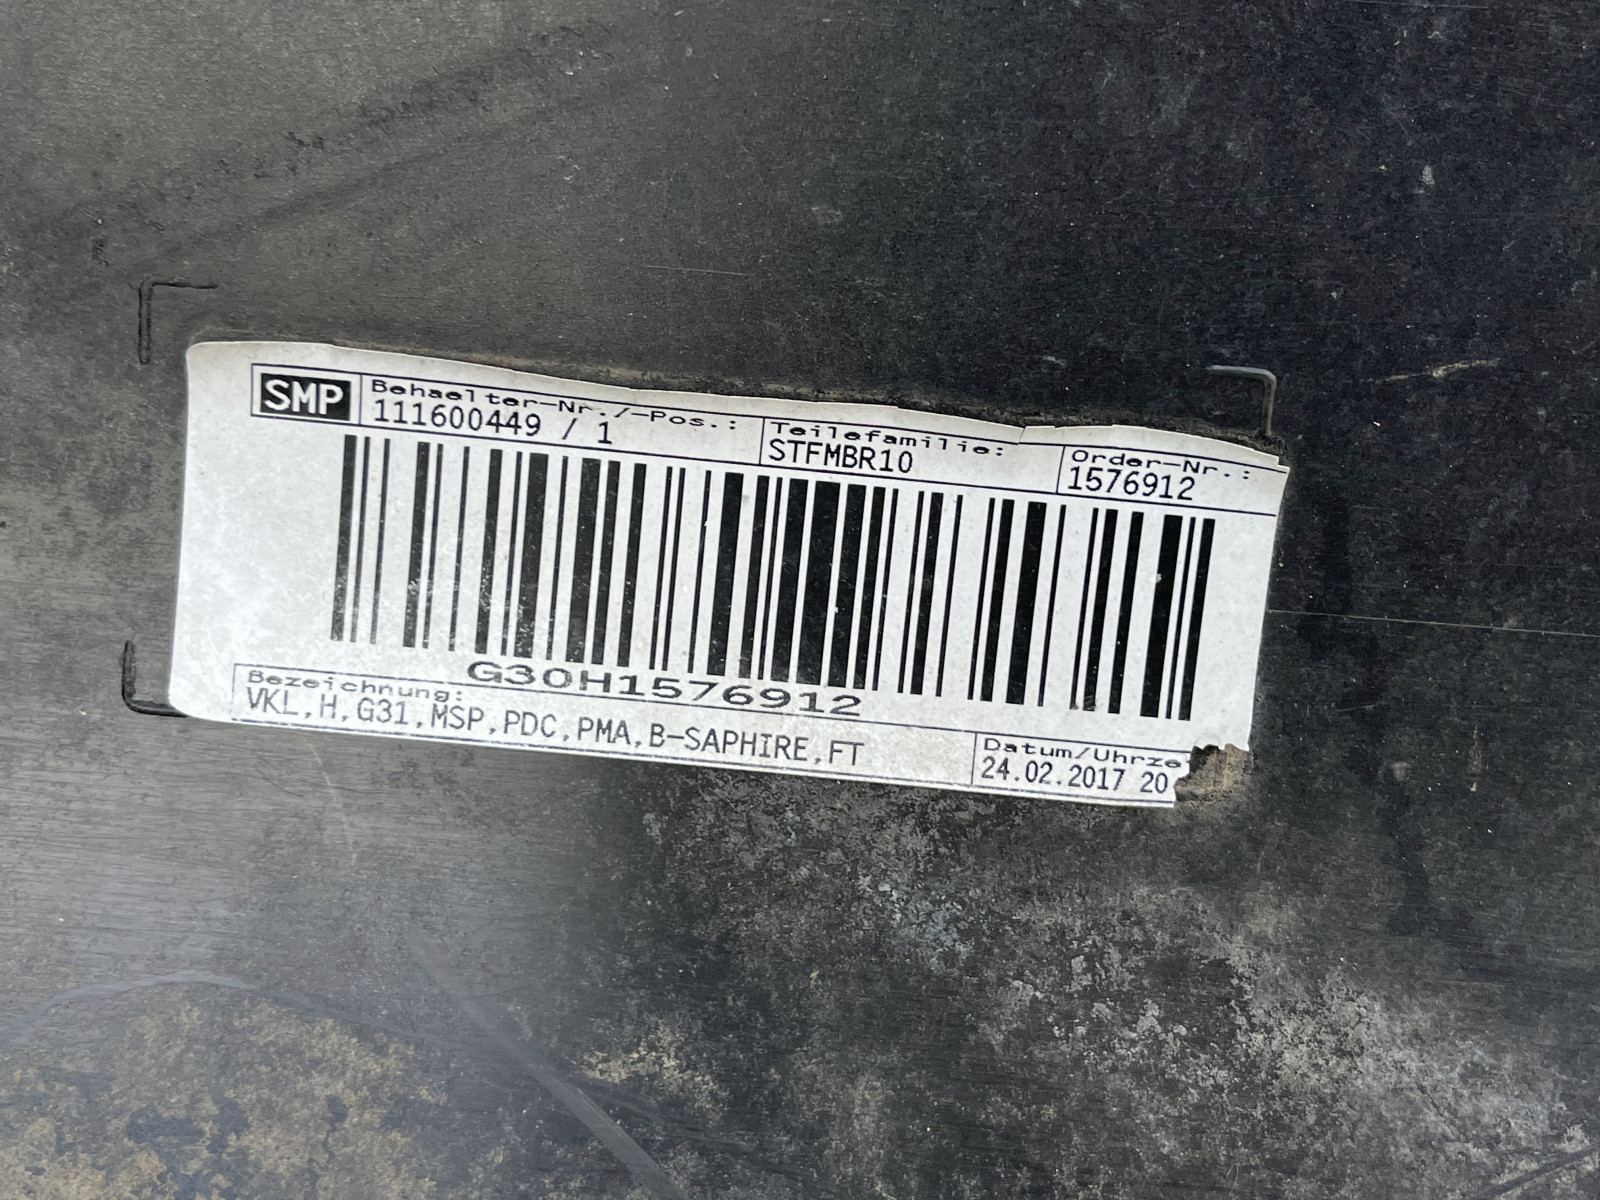 SMP
Behaelter-Nr./-Pos.:
111600449 / 1
Teilefamilie:
STFMBR10
Order-Nr.:
1576912
G30H1576912
Bezeichnung:
VKL,H,G31,MSP,PDC,PMA,B-SAPHIRE,FT
Datum/Uhrze
24.02.2017 20